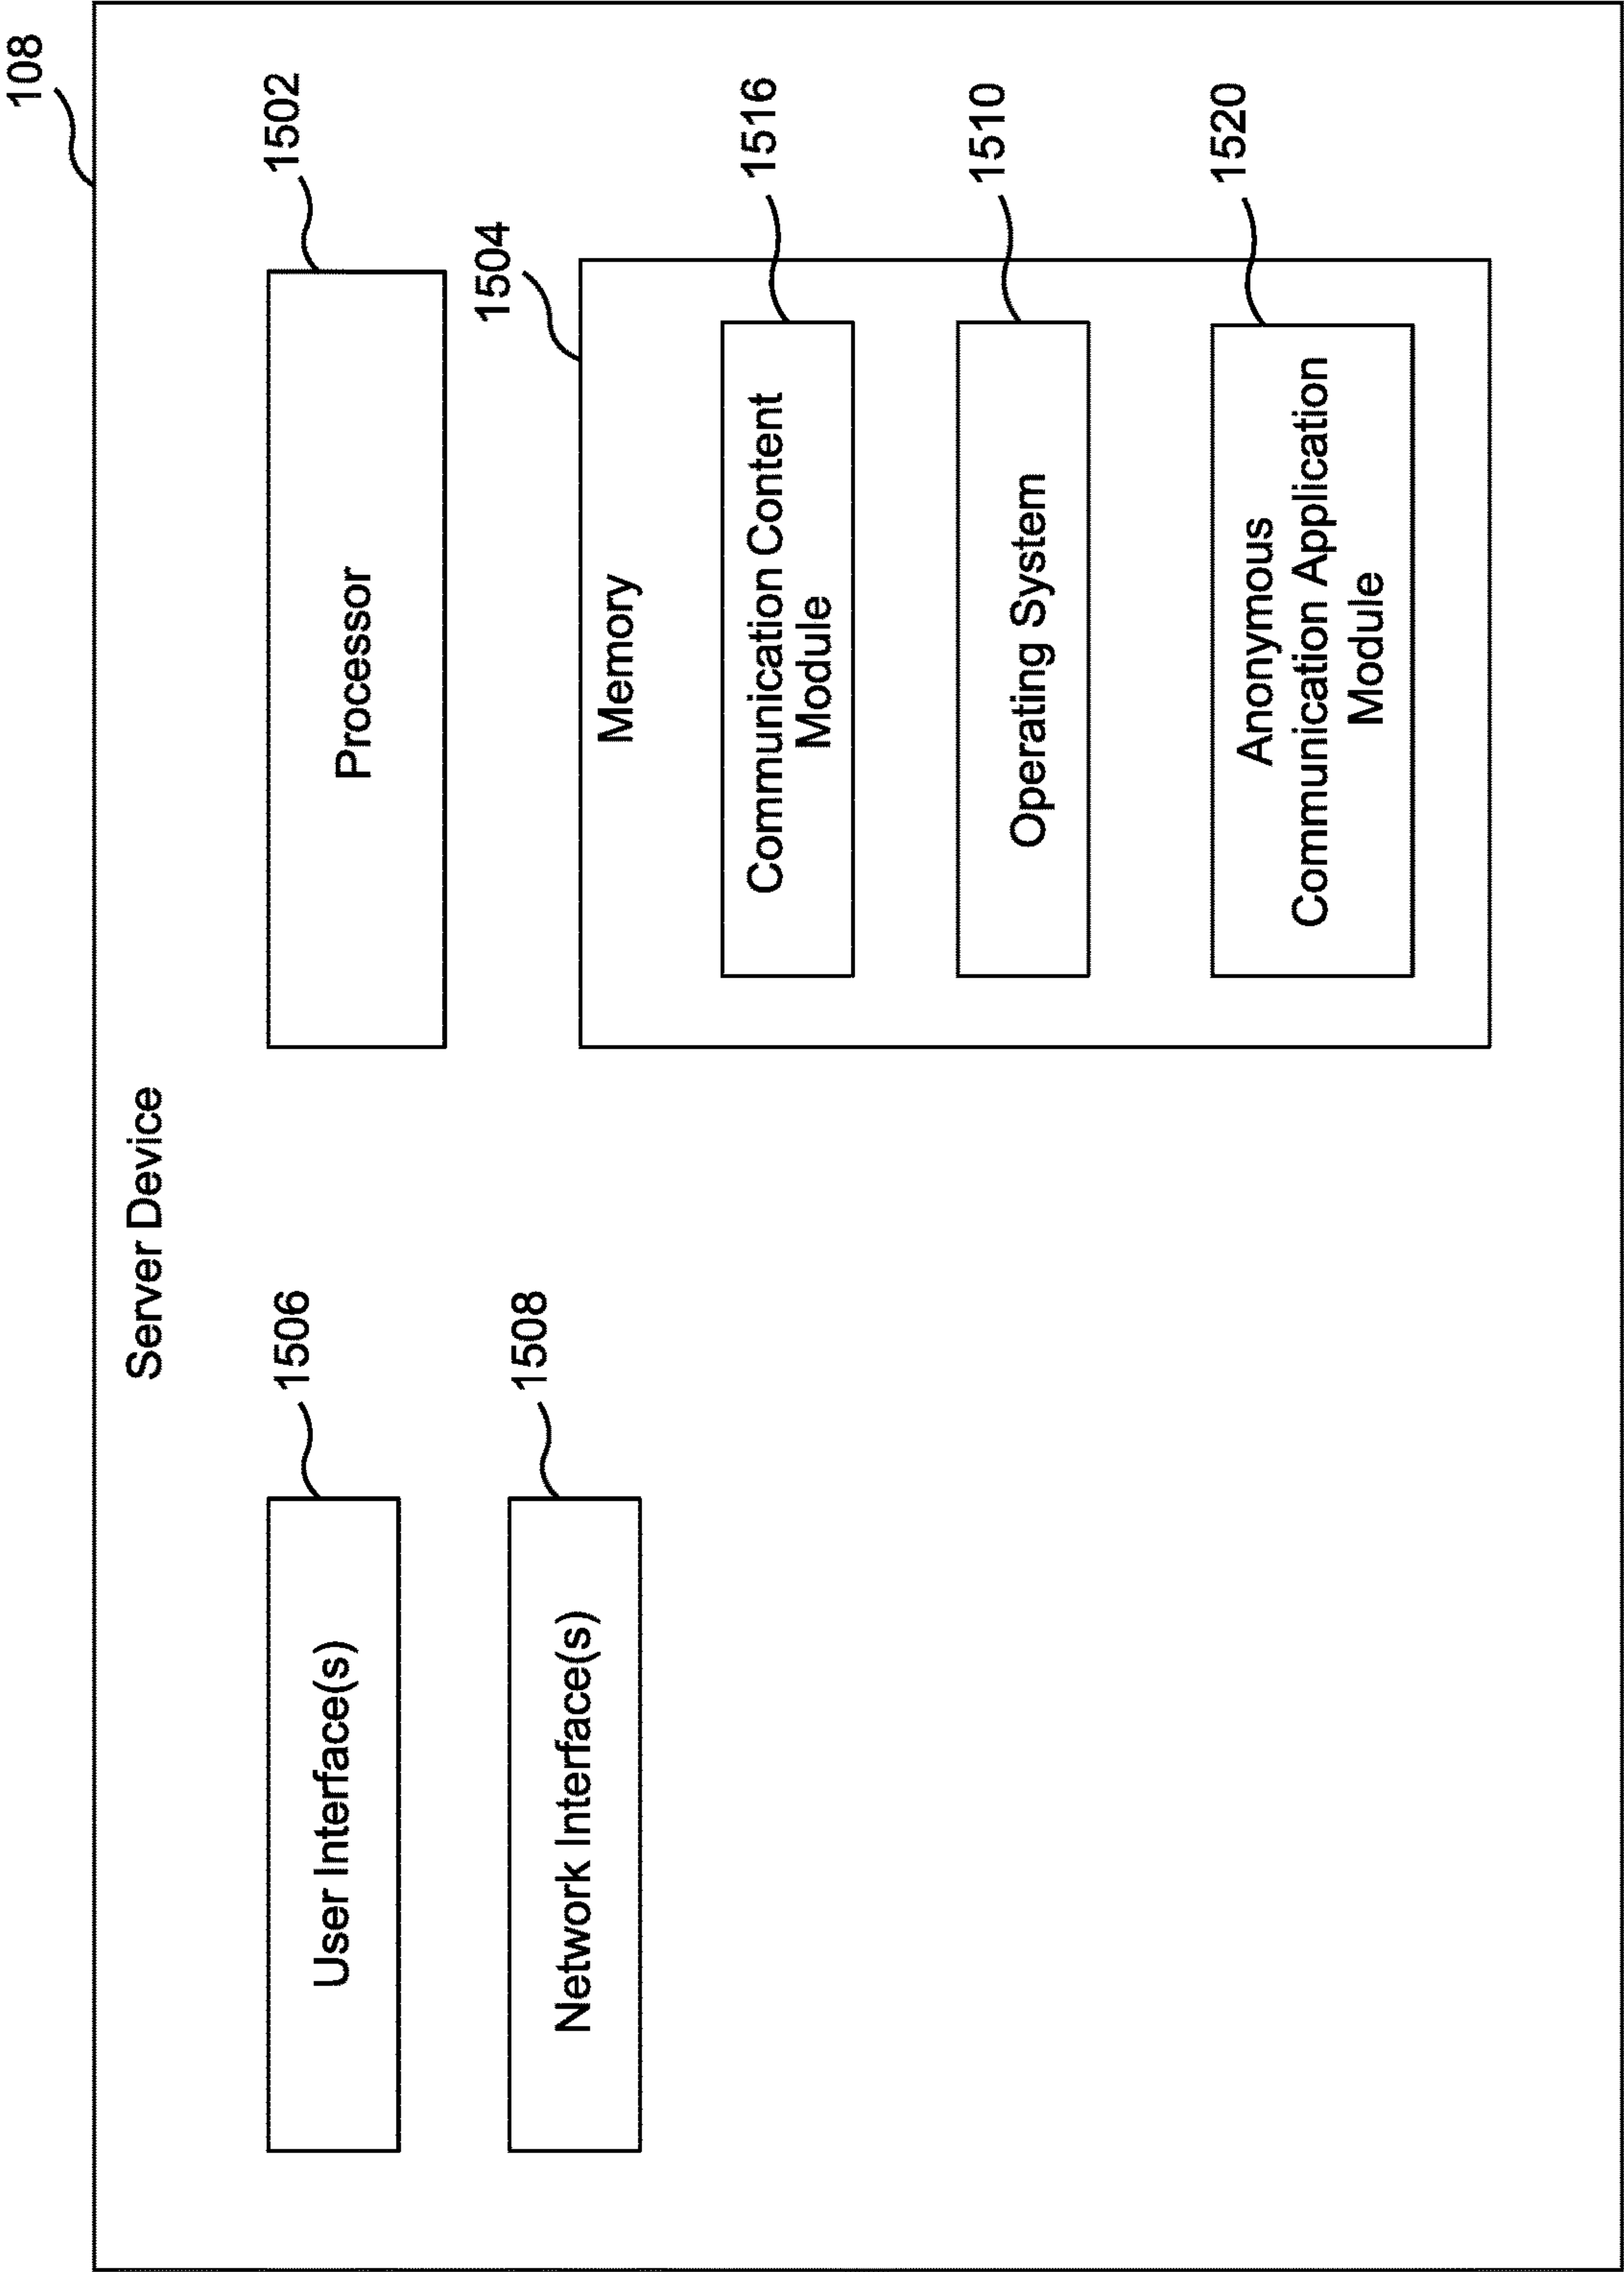 108
Server Device
1506
User Interface(s)
1508
Network Interface(s)
1502
Processor
1504
Memory
1516
Communication Content
Module
1510
Operating System
1520
Anonymous
Communication Application
Module